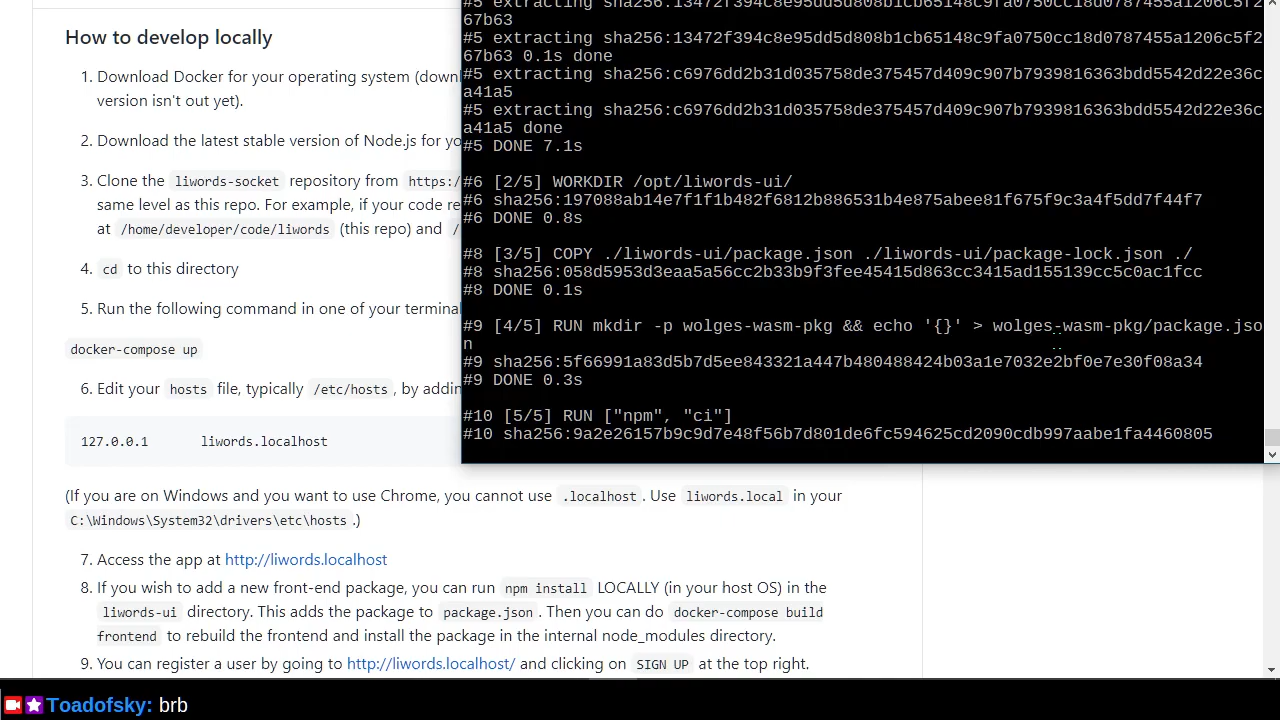 How to develop locally
1. Download Docker for your operating system (downl
version isn't out yet).
2. Download the latest stable version of Node.js for yo
3. Clone the liwords-socket repository from https:/
same level as this repo. For example, if your code re
at /home/developer/code/liwords (this repo) and /
4. cd to this directory
5. Run the following command in one of your terminal
docker-compose up
6. Edit your hosts file, typically /etc/hosts, by addin
127.0.0.1 liwords.localhost
(If you are on Windows and you want to use Chrome, you cannot use .localhost. Use liwords.local in your
C:\Windows\System32\drivers\etc\hosts.)
7. Access the app at http://liwords.localhost
8. If you wish to add a new front-end package, you can run npm install LOCALLY (in your host OS) in the
liwords-ui directory. This adds the package to package.json. Then you can do docker-compose build
frontend to rebuild the frontend and install the package in the internal node_modules directory.
9. You can register a user by going to http://liwords.localhost/ and clicking on SIGN UP at the top right.
#5 extracting sha256:13472f394c8e95dd5d808b1cb65148c9fa0750cc18d0787455a1206c5f2
67b63
#5 extracting sha256:13472f394c8e95dd5d808b1cb65148c9fa0750cc18d0787455a1206c5f2
67b63 0.1s done
#5 extracting sha256:c6976dd2b31d035758de375457d409c907b7939816363bdd5542d22e36c
a41a5
#5 extracting sha256:c6976dd2b31d035758de375457d409c907b7939816363bdd5542d22e36c
a41a5 done
#5 DONE 7.1s
#6 [2/5] WORKDIR /opt/liwords-ui/
#6 sha256:197088ab14e7f1f1b482f6812b886531b4e875abee81f675f9c3a4f5dd7f44f7
#6 DONE 0.8s
#8 [3/5] COPY ./liwords-ui/package.json ./liwords-ui/package-lock.json ./
#8 sha256:058d5953d3eaa5a56cc2b33b9f3fee45415d863cc3415ad155139cc5c0ac1fcc
#8 DONE 0.1s
#9 [4/5] RUN mkdir -p wolges-wasm-pkg && echo '{}' > wolges-wasm-pkg/package.jso
n
#9 sha256:5f66991a83d5b7d5ee843321a447b480488424b03a1e7032e2bf0e7e30f08a34
#9 DONE 0.3s
#10 [5/5] RUN ["npm", "ci"]
#10 sha256:9a2e26157b9c9d7e48f56b7d801de6fc594625cd2090cdb997aabe1fa4460805
Toadofsky: brb